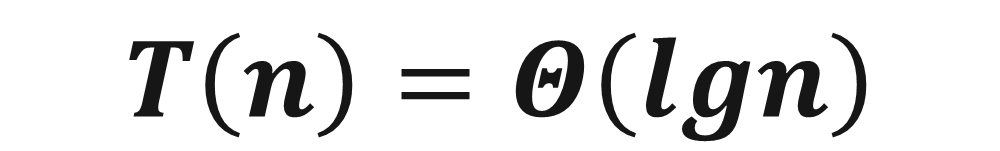 T(n) = Θ(lgn)